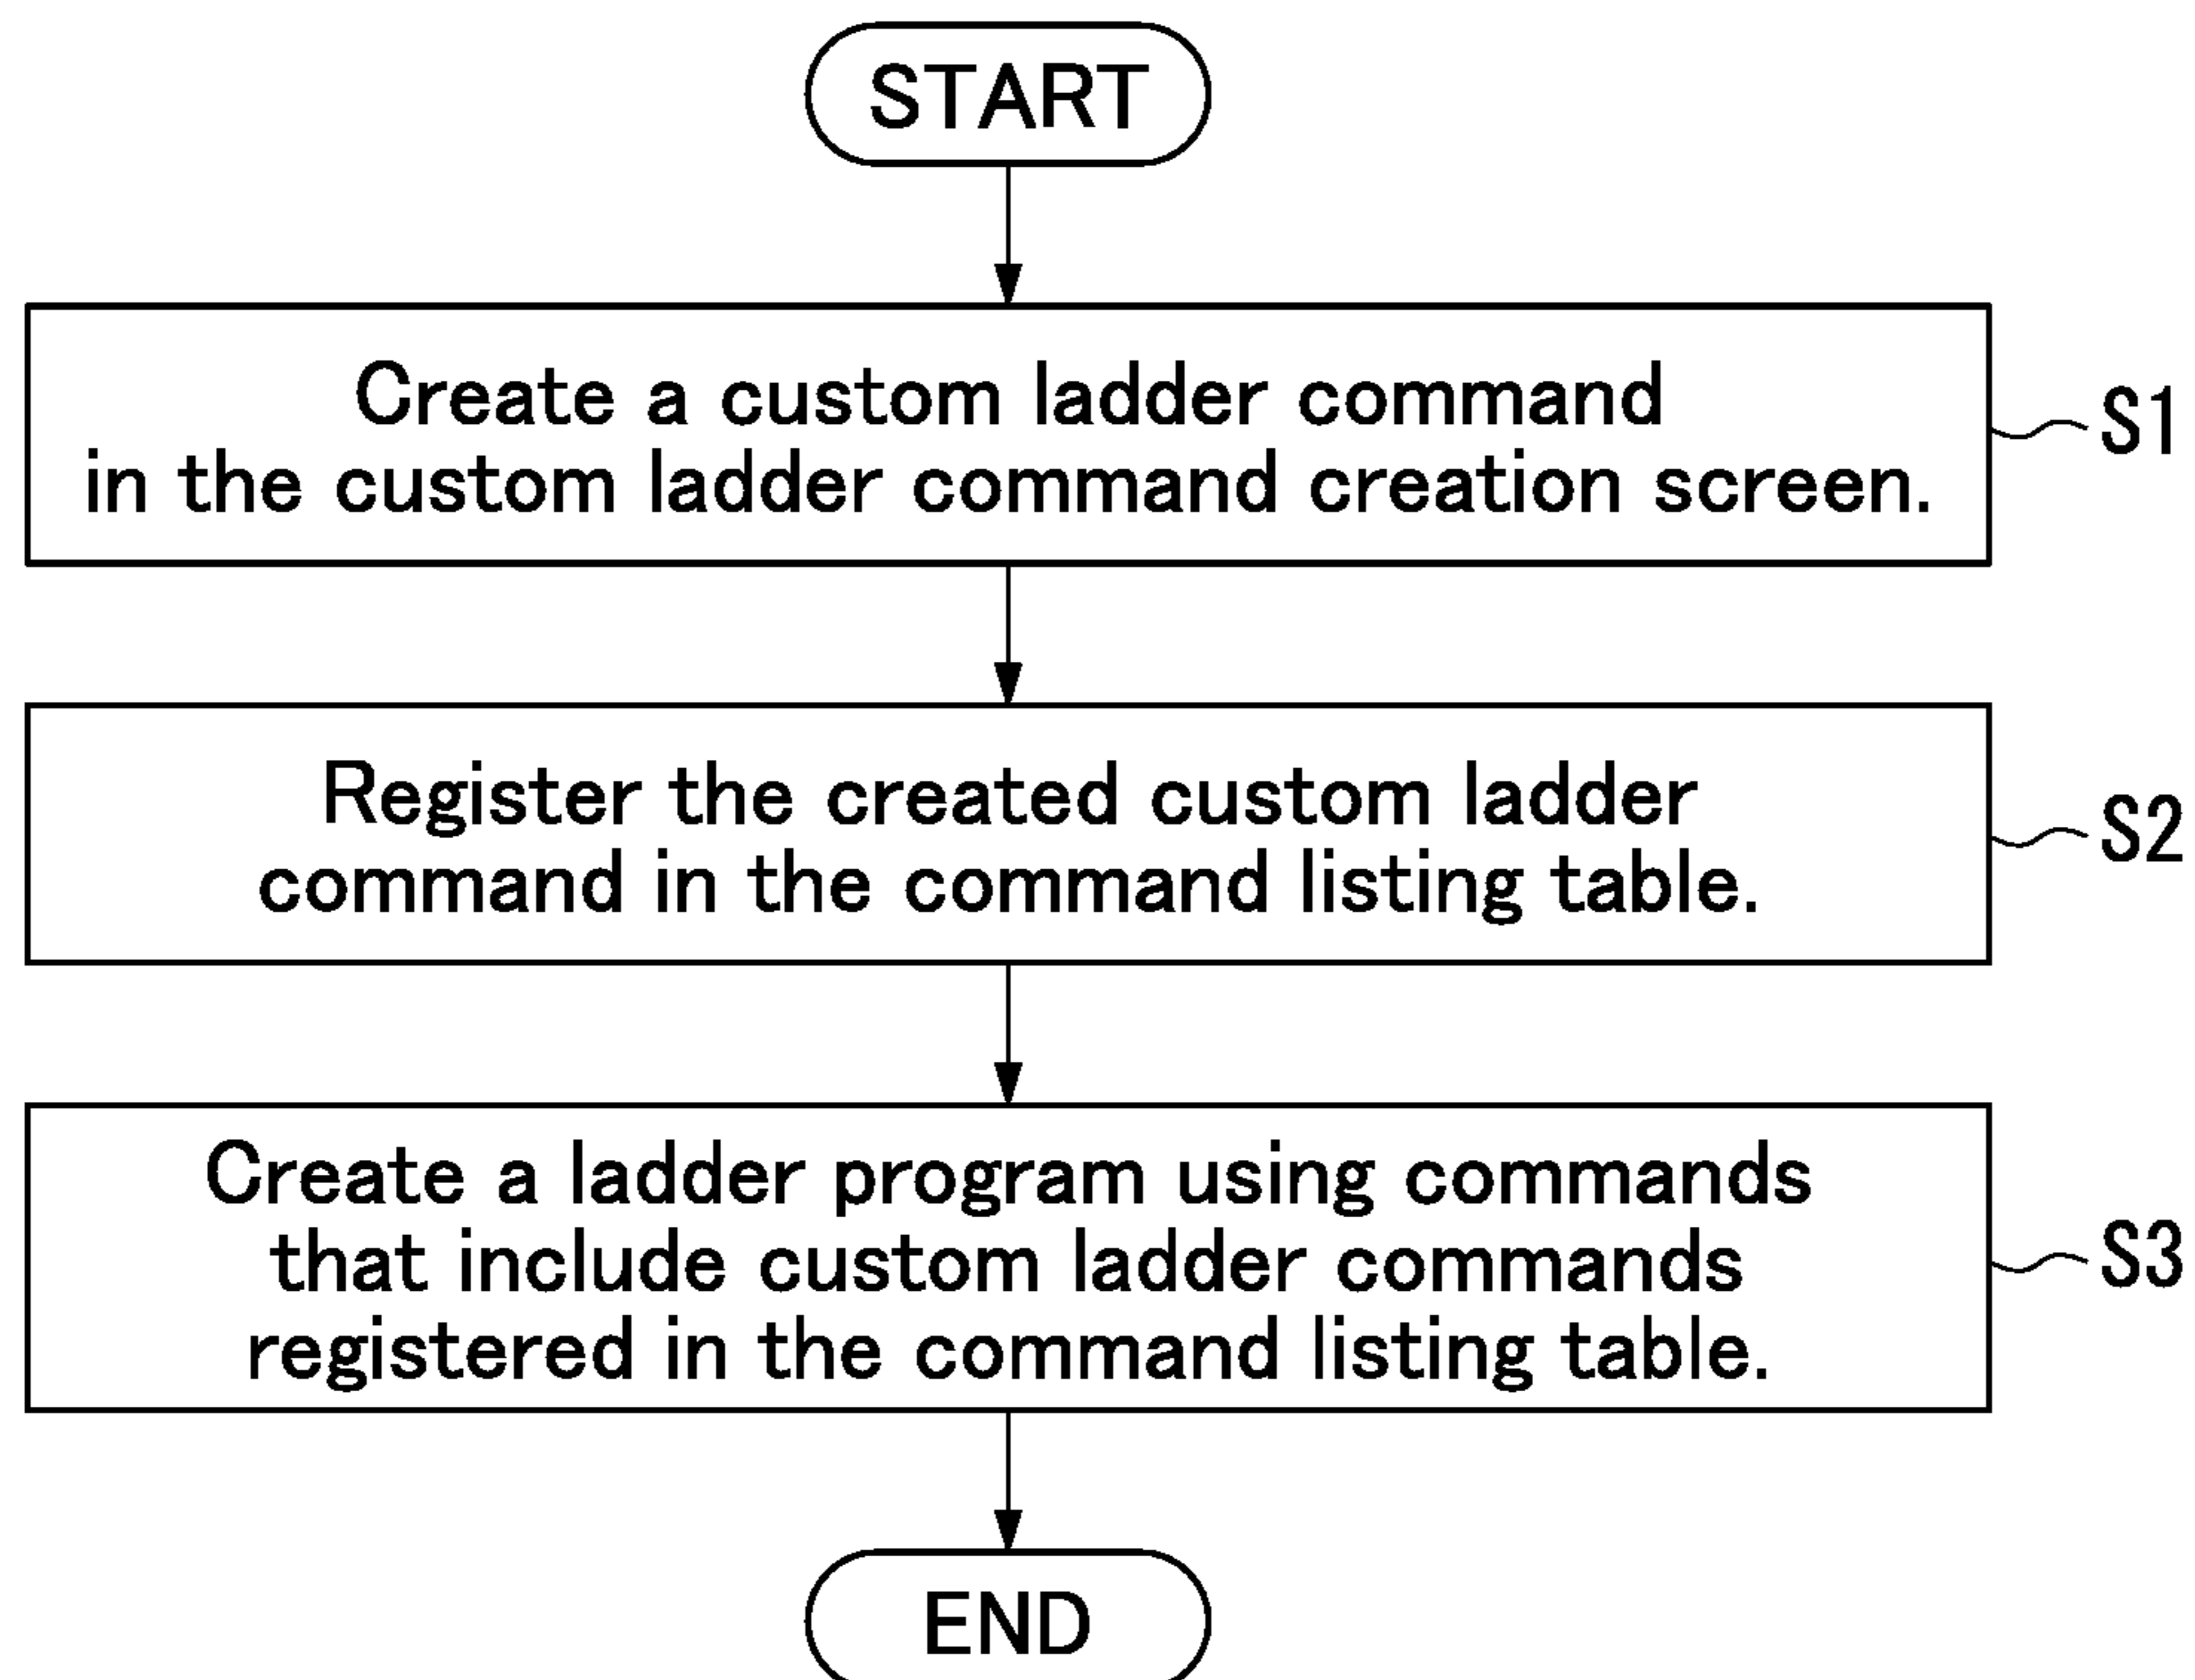 START
Create a custom ladder command
in the custom ladder command creation screen.
S1
Register the created custom ladder
command in the command listing table.
S2
Create a ladder program using commands
that include custom ladder commands
registered in the command listing table.
S3
END